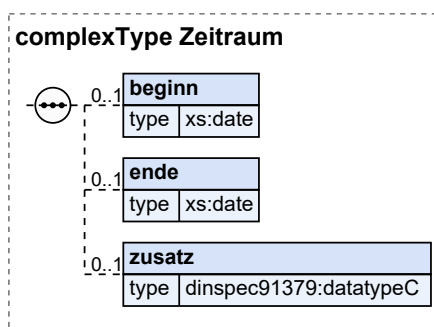 complexType Zeitraum
0..1 beginn
type xs:date
0..1 ende
type xs:date
0..1 zusatz
type dinspec91379:datatypeC